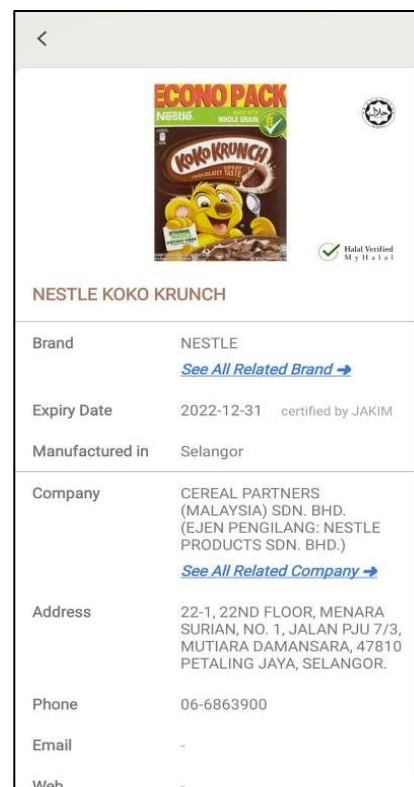 ECONO PACK
Nestlé.
WHOLE GRAIN
KOKO KRUNCH
CHOCOLATEY TASTE
حلال
Halal Verified
MyHalal
NESTLE KOKO KRUNCH
Brand NESTLE
See All Related Brand ➜
Expiry Date 2022-12-31 certified by JAKIM
Manufactured in Selangor
Company CEREAL PARTNERS
(MALAYSIA) SDN. BHD.
(EJEN PENGILANG: NESTLE
PRODUCTS SDN. BHD.)
See All Related Company ➜
Address 22-1, 22ND FLOOR, MENARA
SURIAN, NO. 1, JALAN PJU 7/3,
MUTIARA DAMANSARA, 47810
PETALING JAYA, SELANGOR.
Phone 06-6863900
Email -
Web -